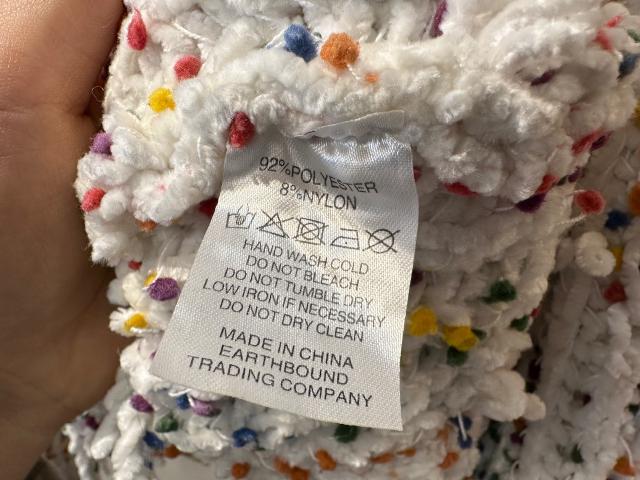 92%POLYESTER
8%NYLON
HAND WASH COLD
DO NOT BLEACH
DO NOT TUMBLE DRY
LOW IRON IF NECESSARY
DO NOT DRY CLEAN
MADE IN CHINA
EARTHBOUND
TRADING COMPANY